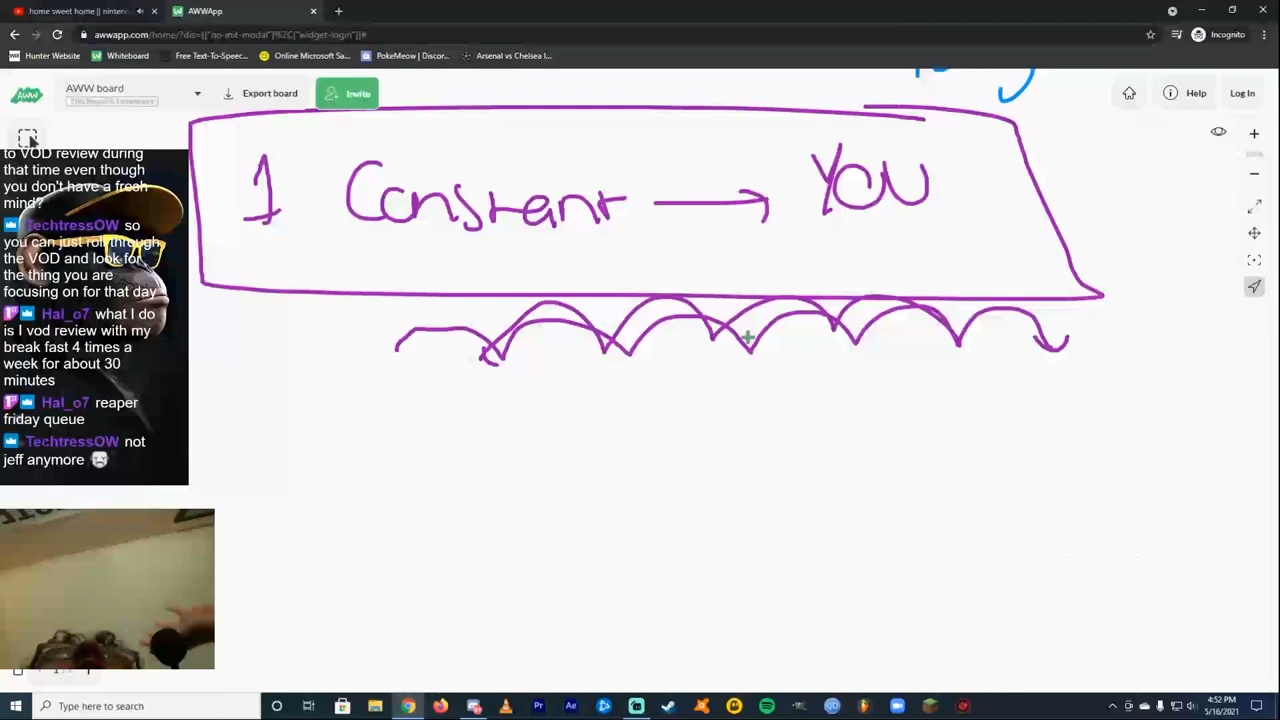 home sweet home || ninten
AWWApp
Incognito
awwapp.com/home/?dis={["no-init-modal"]%2C["widget-login"]}#
Hunter Website
Whiteboard
Free Text-To-Speec...
Online Microsoft Sa...
PokeMeow | Discor...
Arsenal vs Chelsea I...
AWW
AWW board
This board is temporary
Export board
Invite
Help
Log In
1 Constant → YOU
to VOD review during
that time even though
you don't have a fresh
mind?
TechtressOW so
you can just roll through
the VOD and look for
the thing you are
focusing on for that day
Hal_o7 what I do
is I vod review with my
break fast 4 times a
week for about 30
minutes
Hal_o7 reaper
friday queue
TechtressOW not
jeff anymore
Type here to search
4:52 PM
5/16/2021